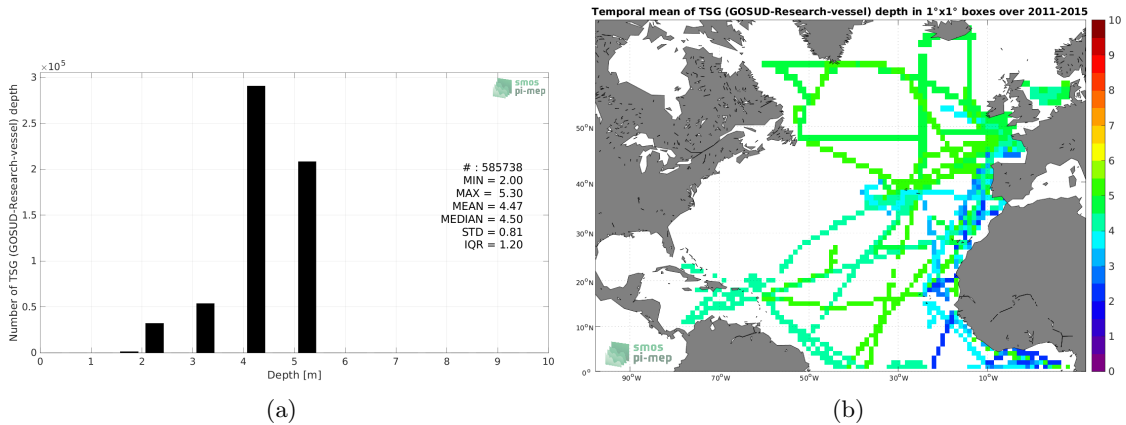 ×10⁵
3
2.5
2
1.5
1
0.5
0
0 1 2 3 4 5 6 7 8 9 10
Number of TSG (GOSUD-Research-vessel) depth
Depth [m]
smos
pi-mep
# : 585738
MIN = 2.00
MAX = 5.30
MEAN = 4.47
MEDIAN = 4.50
STD = 0.81
IQR = 1.20
(a)
Temporal mean of TSG (GOSUD-Research-vessel) depth in 1°x1° boxes over 2011-2015
50°N
40°N
30°N
20°N
10°N
0°
90°W 70°W 50°W 30°W 10°W
smos
pi-mep
10
9
8
7
6
5
4
3
2
1
0
(b)